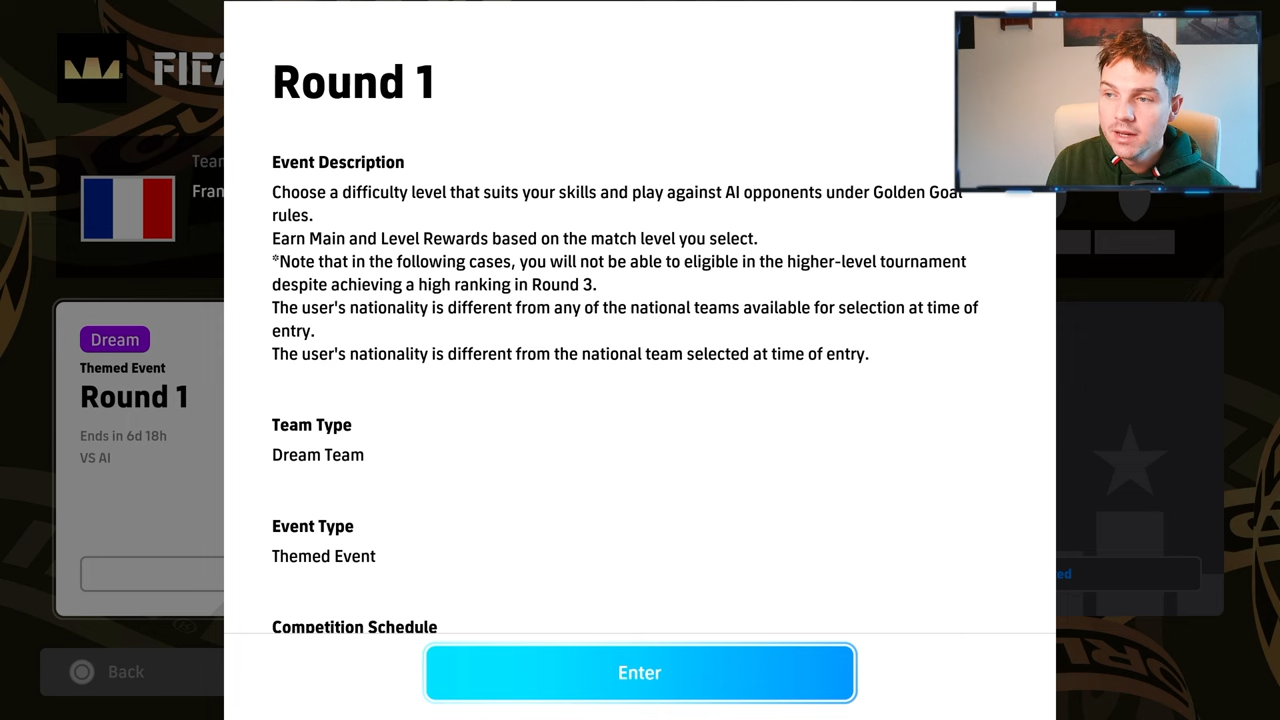 Round 1
Event Description
Choose a difficulty level that suits your skills and play against AI opponents under Golden Goal
rules.
Earn Main and Level Rewards based on the match level you select.
*Note that in the following cases, you will not be able to eligible in the higher-level tournament
despite achieving a high ranking in Round 3.
The user's nationality is different from any of the national teams available for selection at time of
entry.
The user's nationality is different from the national team selected at time of entry.
Team Type
Dream Team
Event Type
Themed Event
Competition Schedule
Enter
FIFA
Dream
Themed Event
Round 1
Ends in 6d 18h
VS AI
Back